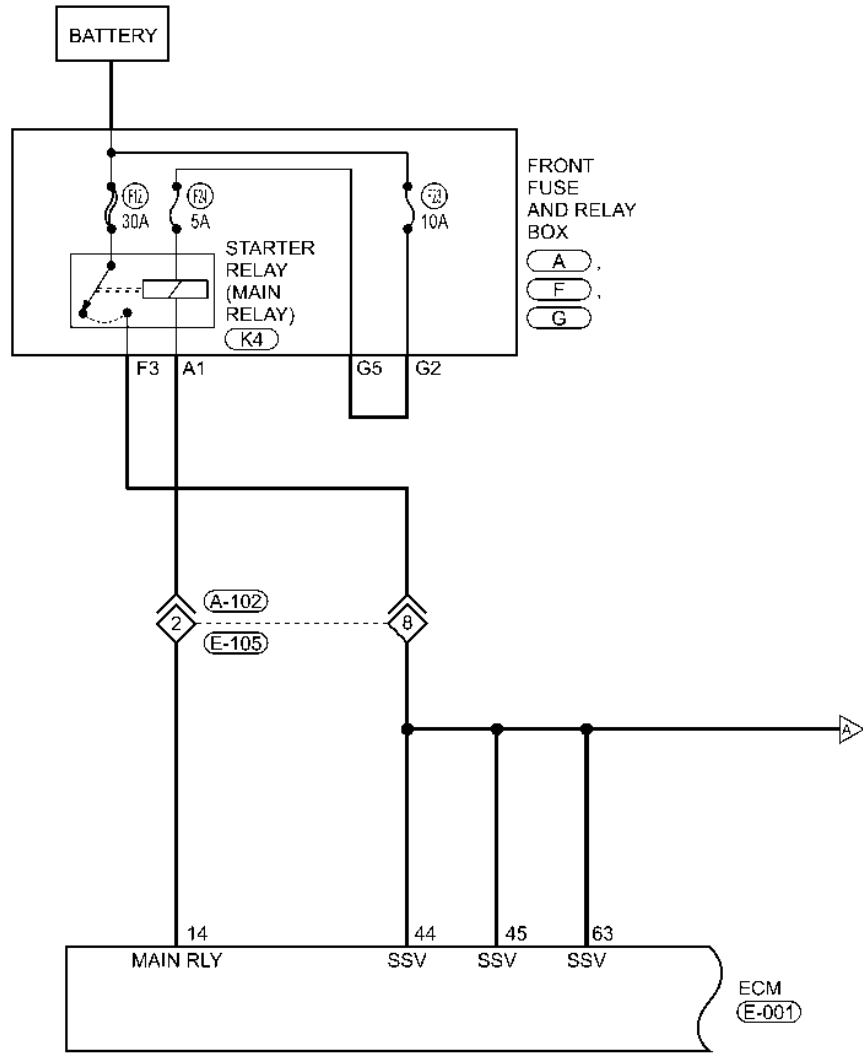 BATTERY
FRONT
FUSE
AND RELAY
BOX
A ,
F ,
G
F12
30A
F24
5A
F23
10A
STARTER
RELAY
(MAIN
RELAY)
K4
F3
A1
G5
G2
A-102
2
8
E-105
A
14
44
45
63
MAIN RLY
SSV
SSV
SSV
ECM
E-001